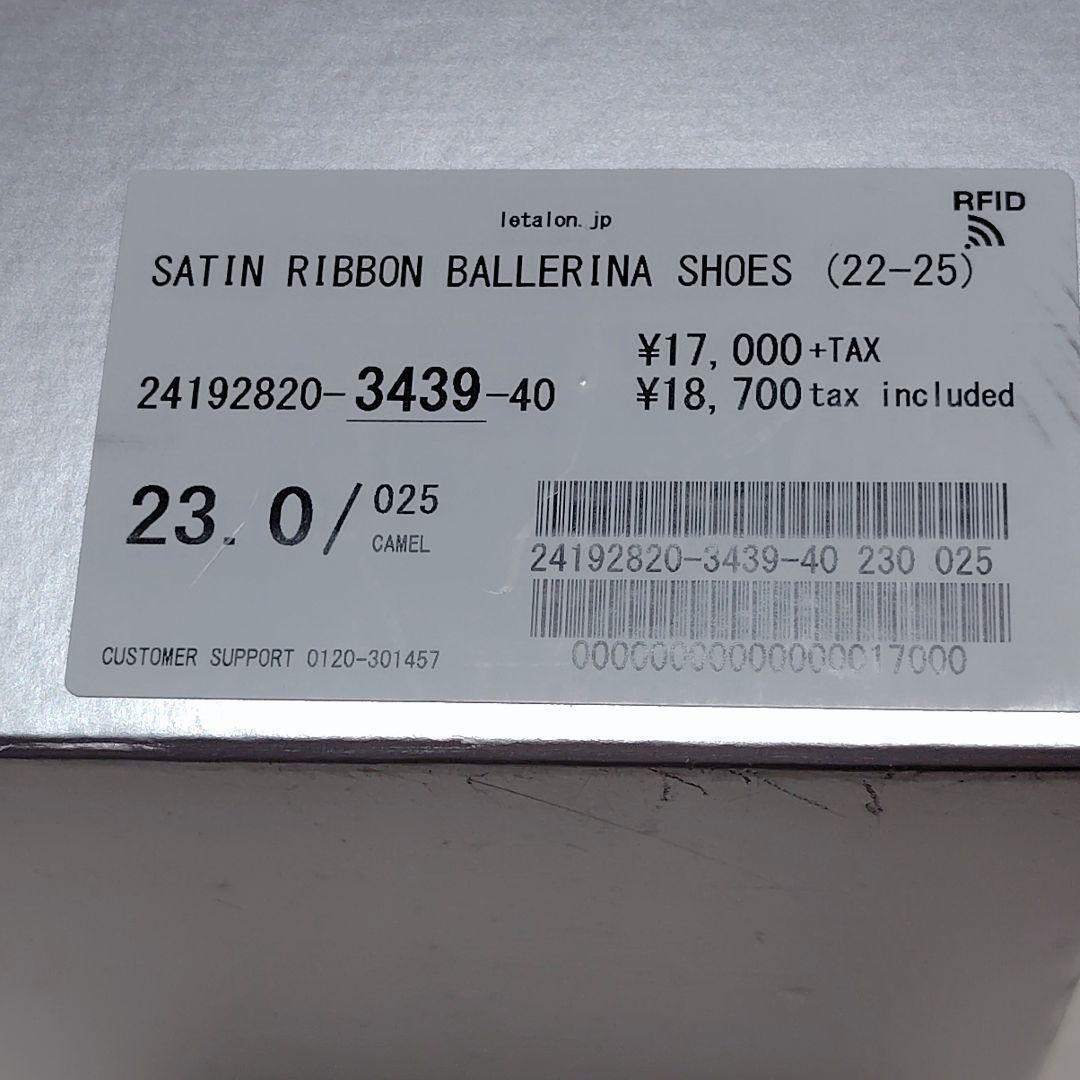 RFID
letalon.jp
SATIN RIBBON BALLERINA SHOES (22-25)
¥17,000+TAX
24192820-3439-40
¥18,700 tax included
23.0/025
CAMEL
24192820-3439-40 230 025
CUSTOMER SUPPORT 0120-301457